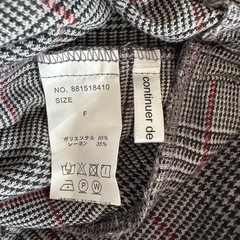 NO. 881518410
SIZE
F
ポリエステル 65%
レーヨン 35%
continuer de